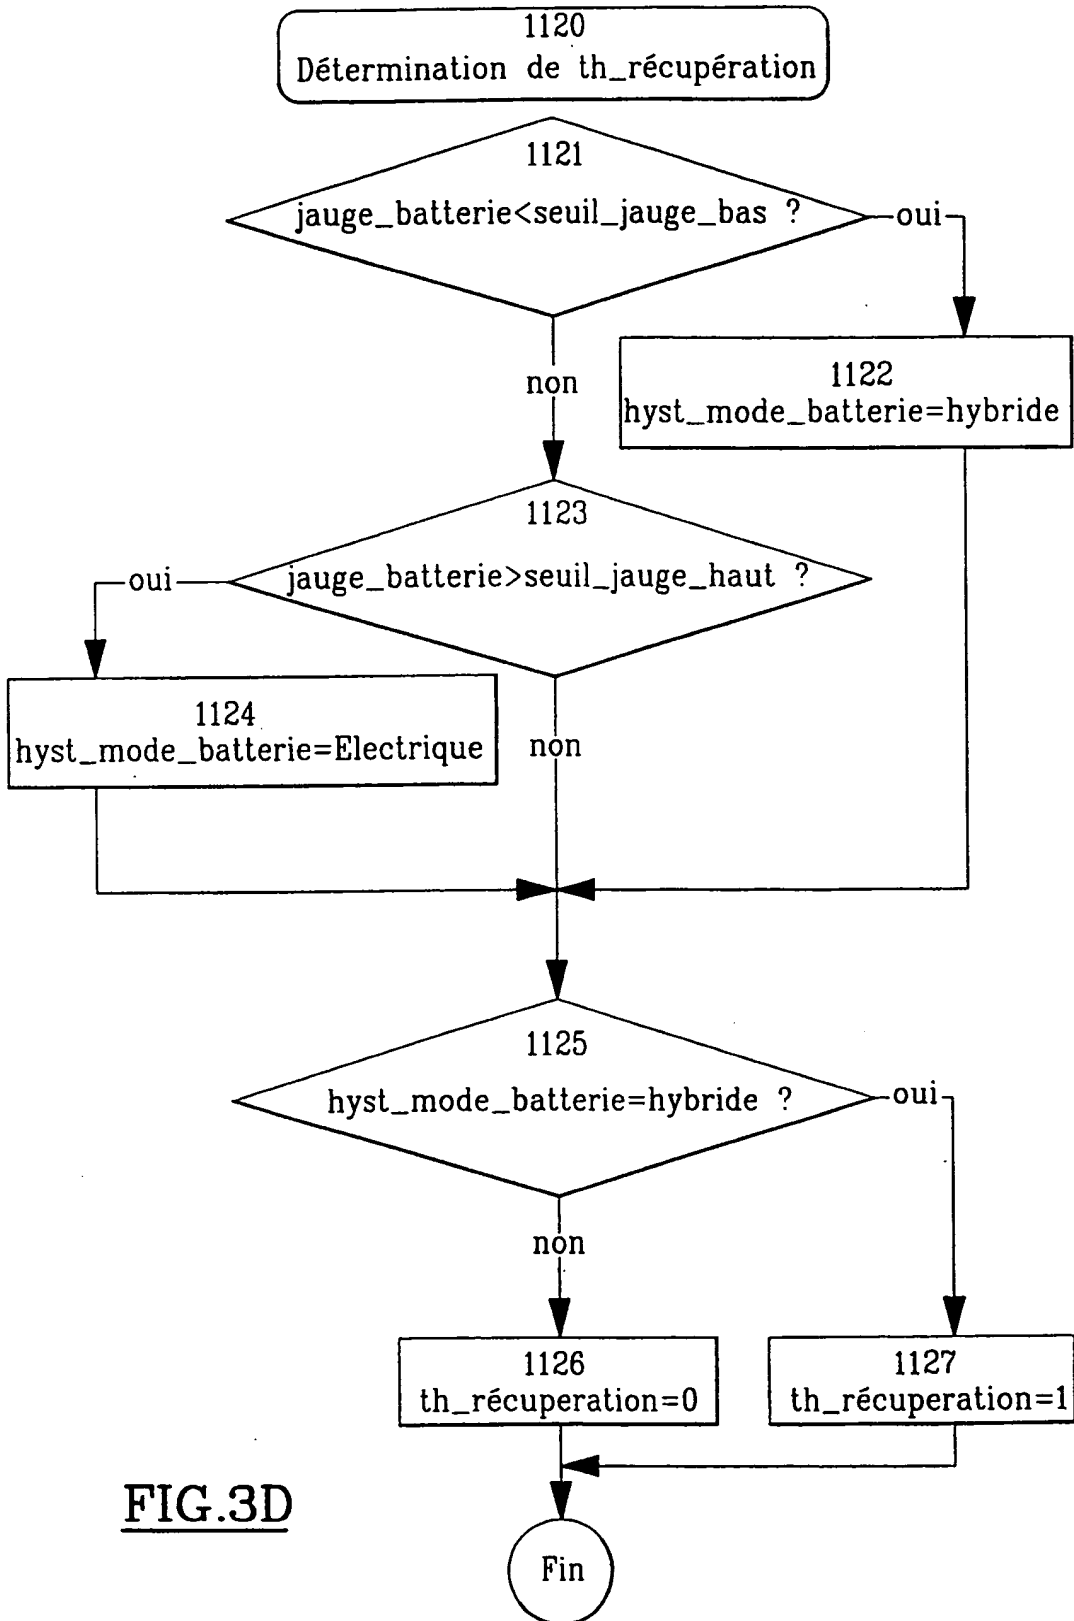 1120
Détermination de th_récupération
1121
jauge_batterie<seuil_jauge_bas ?
oui
non
1122
hyst_mode_batterie=hybride
1123
jauge_batterie>seuil_jauge_haut ?
oui
1124
hyst_mode_batterie=Electrique
non
1125
hyst_mode_batterie=hybride ?
oui
non
1126
th_récuperation=0
1127
th_récuperation=1
FIG.3D
Fin